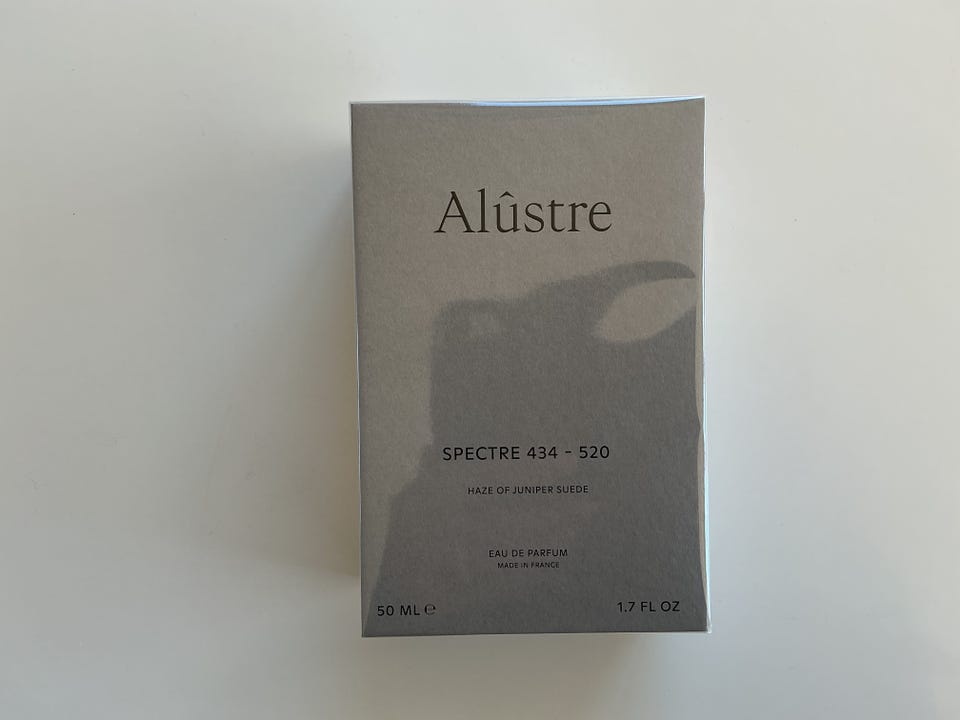 Alûstre
SPECTRE 434 - 520
HAZE OF JUNIPER SUEDE
EAU DE PARFUM
MADE IN FRANCE
50 ML ℮
1.7 FL OZ